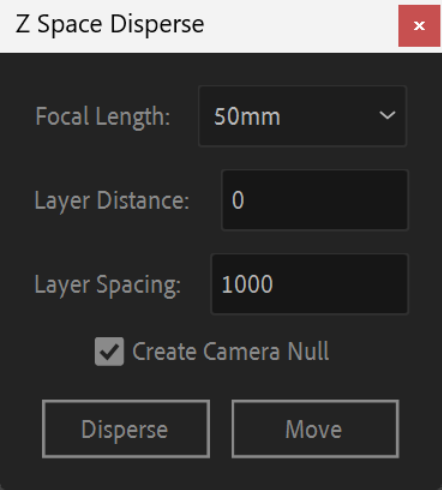 Z Space Disperse
Focal Length: 50mm
Layer Distance: 0
Layer Spacing: 1000
Create Camera Null
Disperse Move